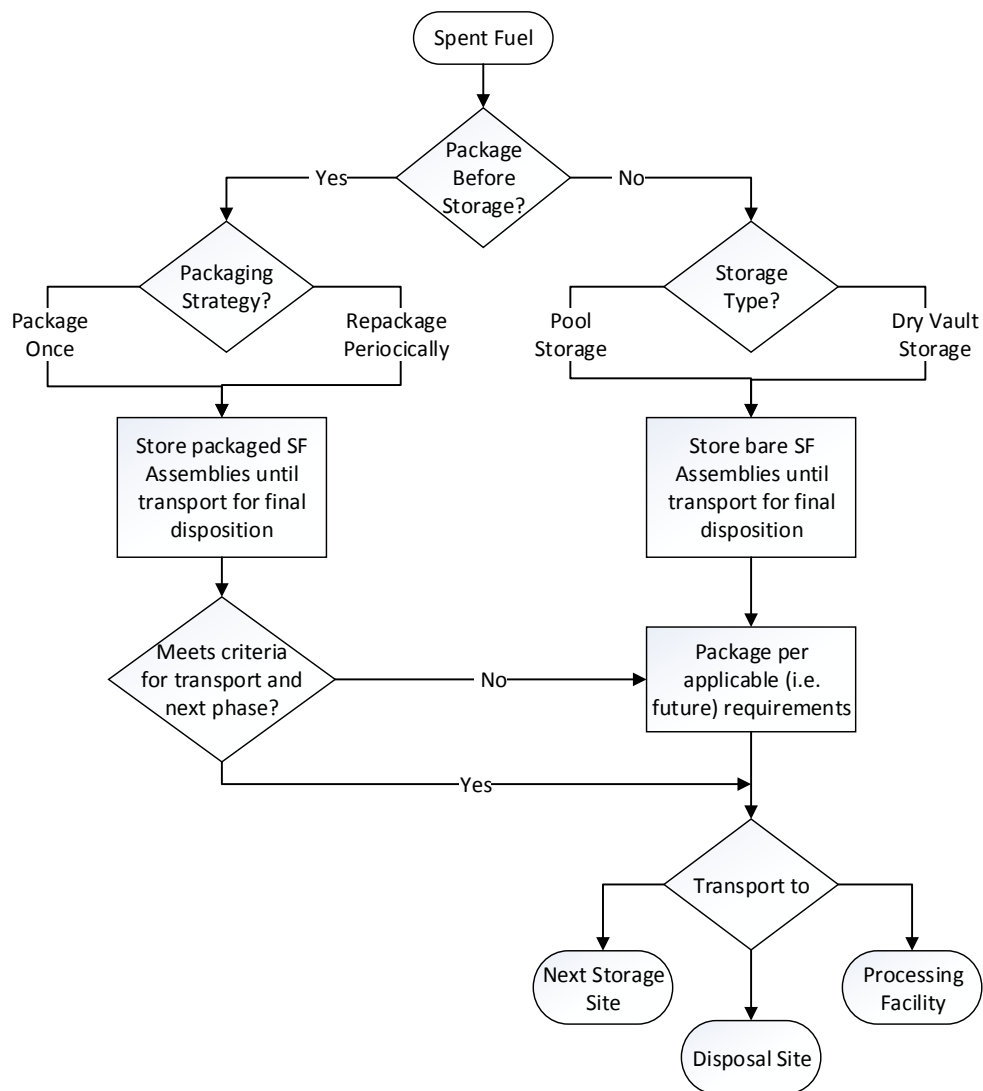 Spent Fuel
Package
Before
Storage?
Yes
No
Packaging
Strategy?
Storage
Type?
Package
Once
Repackage
Periocically
Pool
Storage
Dry Vault
Storage
Store packaged SF
Assemblies until
transport for final
disposition
Store bare SF
Assemblies until
transport for final
disposition
Meets criteria
for transport and
next phase?
No
Package per
applicable (i.e.
future) requirements
Yes
Transport to
Next Storage
Site
Processing
Facility
Disposal Site